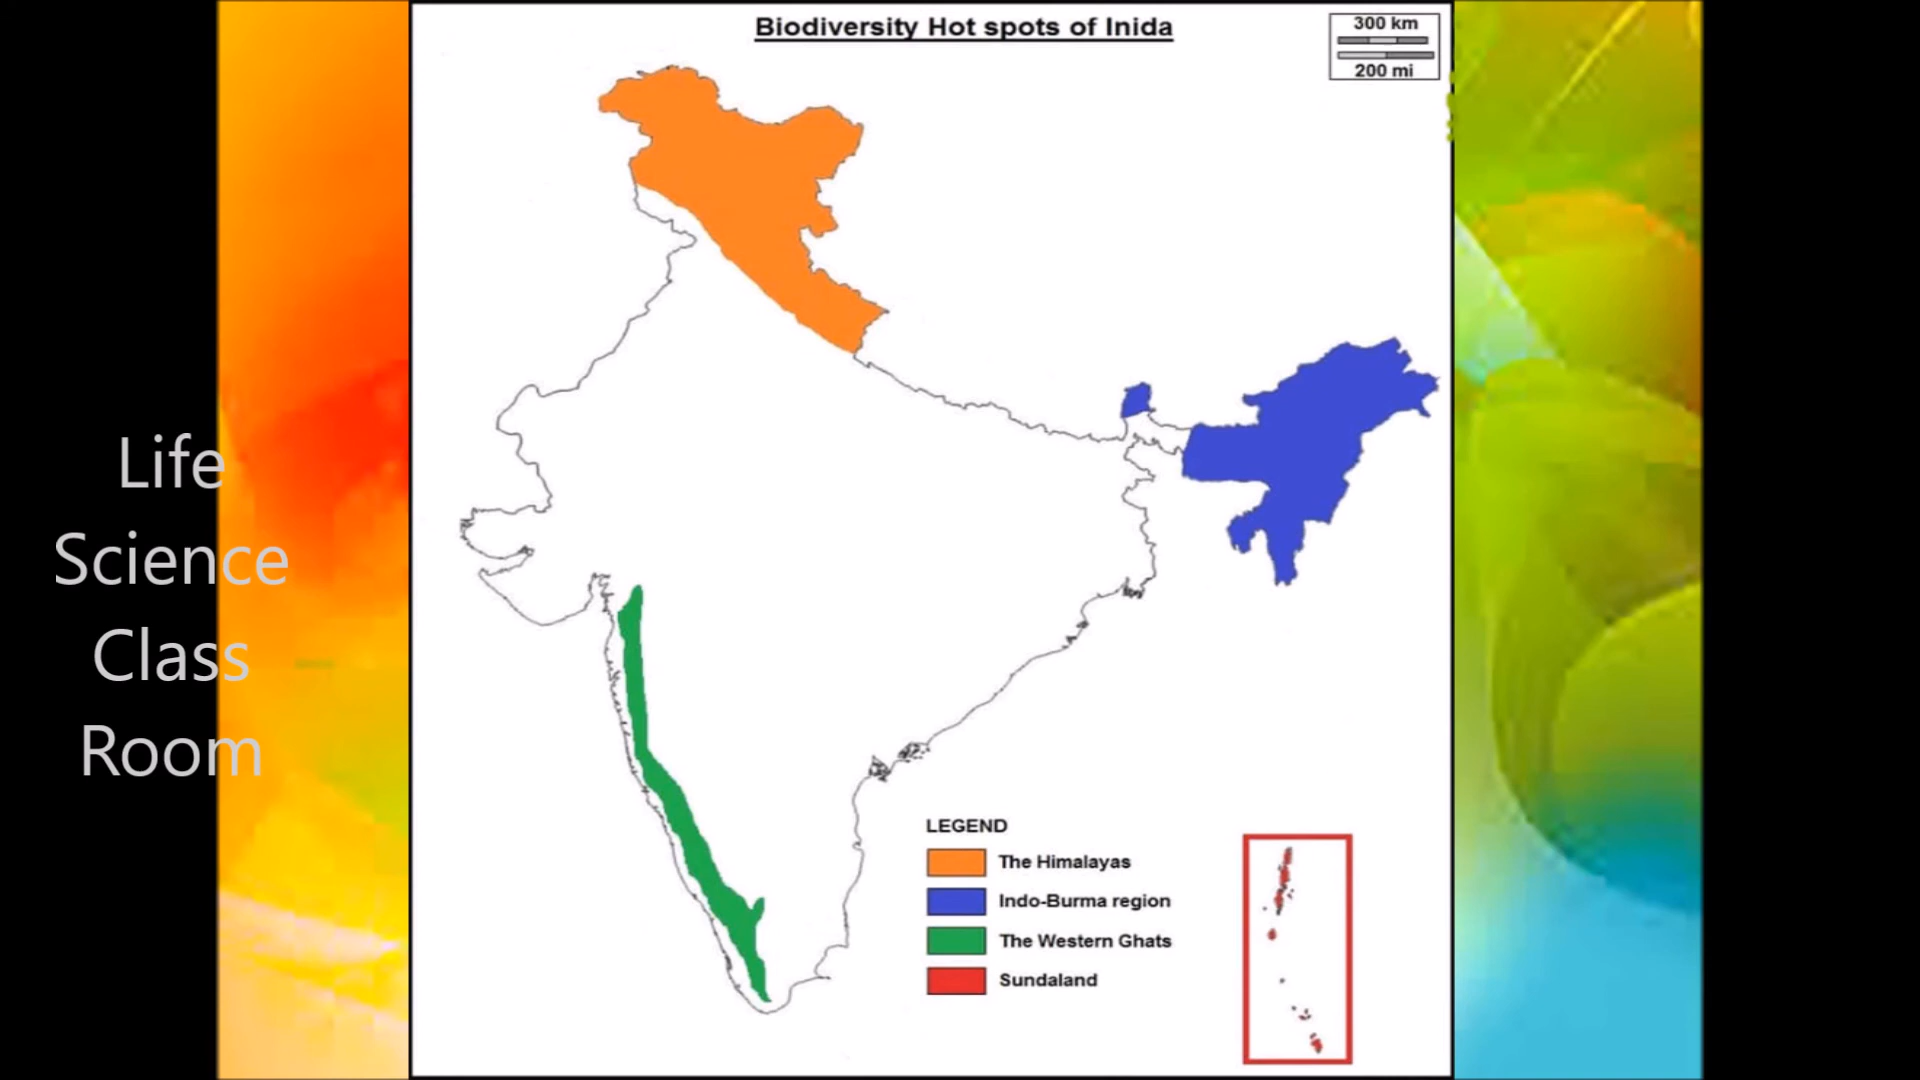 Biodiversity Hot spots of Inida
300 km
200 mi
Life
Science
Class
Room
LEGEND
The Himalayas
Indo-Burma region
The Western Ghats
Sundaland